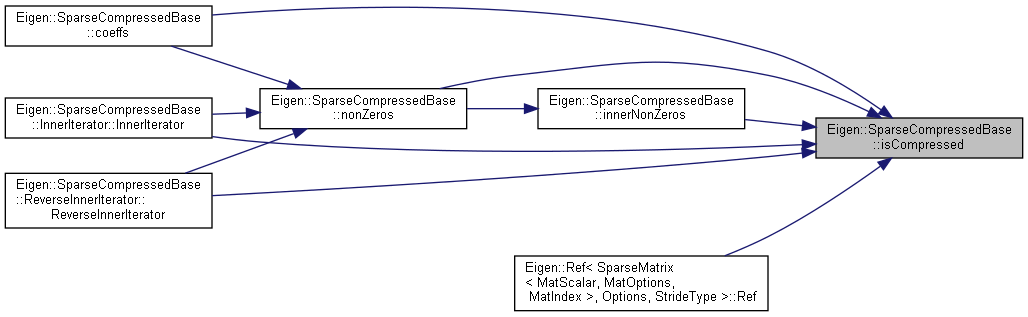 Eigen::SparseCompressedBase
::coeffs
Eigen::SparseCompressedBase
::InnerIterator::InnerIterator
Eigen::SparseCompressedBase
::ReverseInnerIterator::
ReverseInnerIterator
Eigen::SparseCompressedBase
::nonZeros
Eigen::SparseCompressedBase
::innerNonZeros
Eigen::SparseCompressedBase
::isCompressed
Eigen::Ref< SparseMatrix
< MatScalar, MatOptions,
MatIndex >, Options, StrideType >::Ref